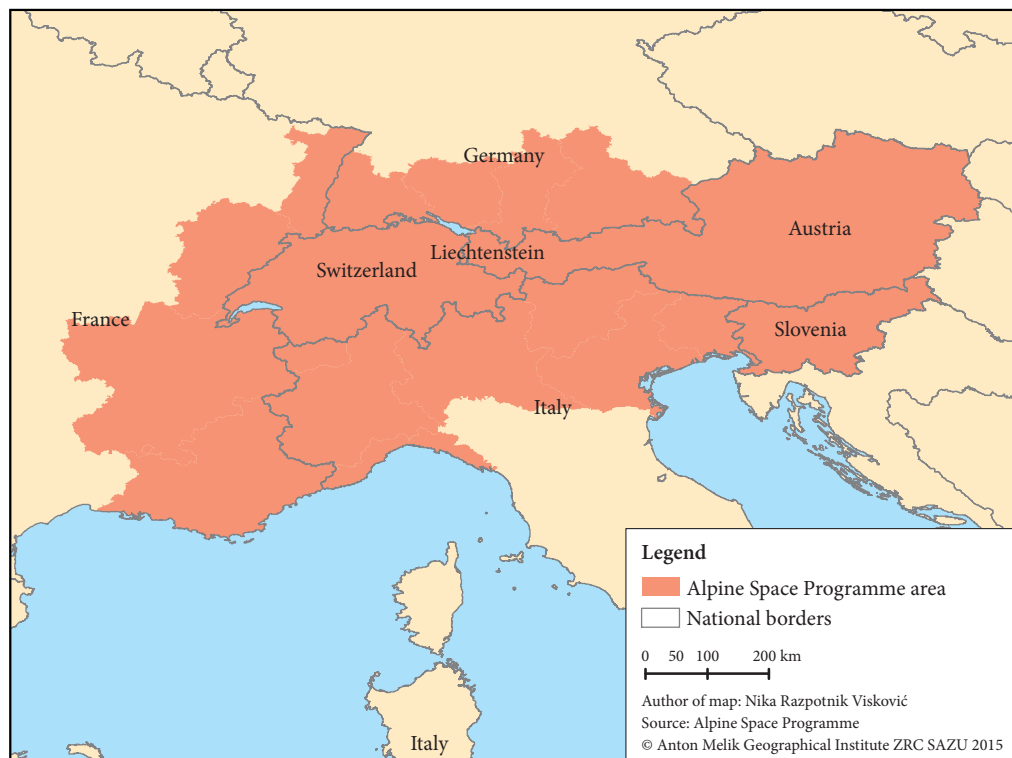 Germany
Austria
Liechtenstein
Switzerland
France
Slovenia
Italy
Italy
Legend
Alpine Space Programme area
National borders
0 50 100 200 km
Author of map: Nika Razpotnik Visković
Source: Alpine Space Programme
© Anton Melik Geographical Institute ZRC SAZU 2015